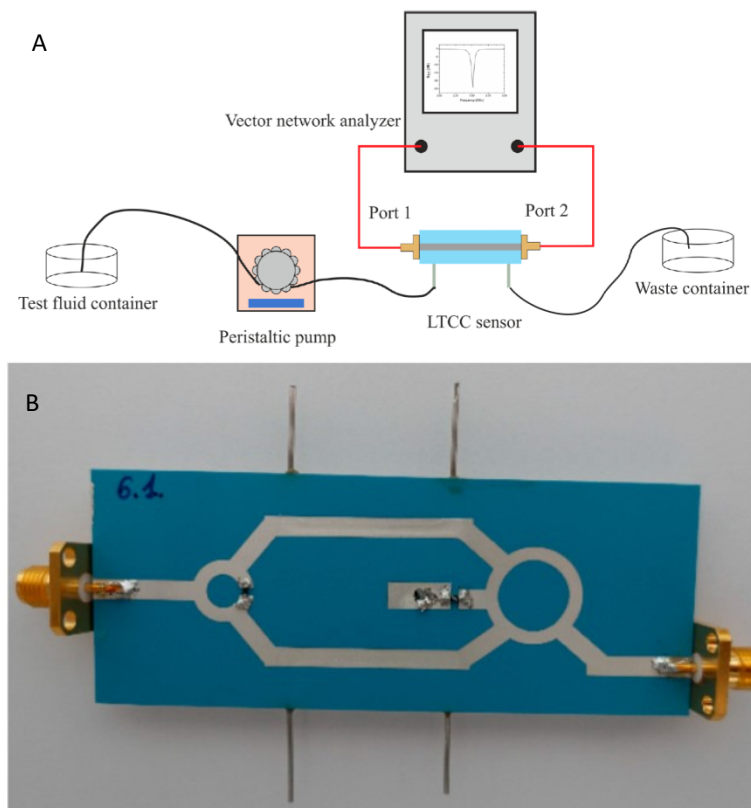 A
Vector network analyzer
Port 1
Port 2
Test fluid container
Peristaltic pump
LTCC sensor
Waste container
B
6.1.